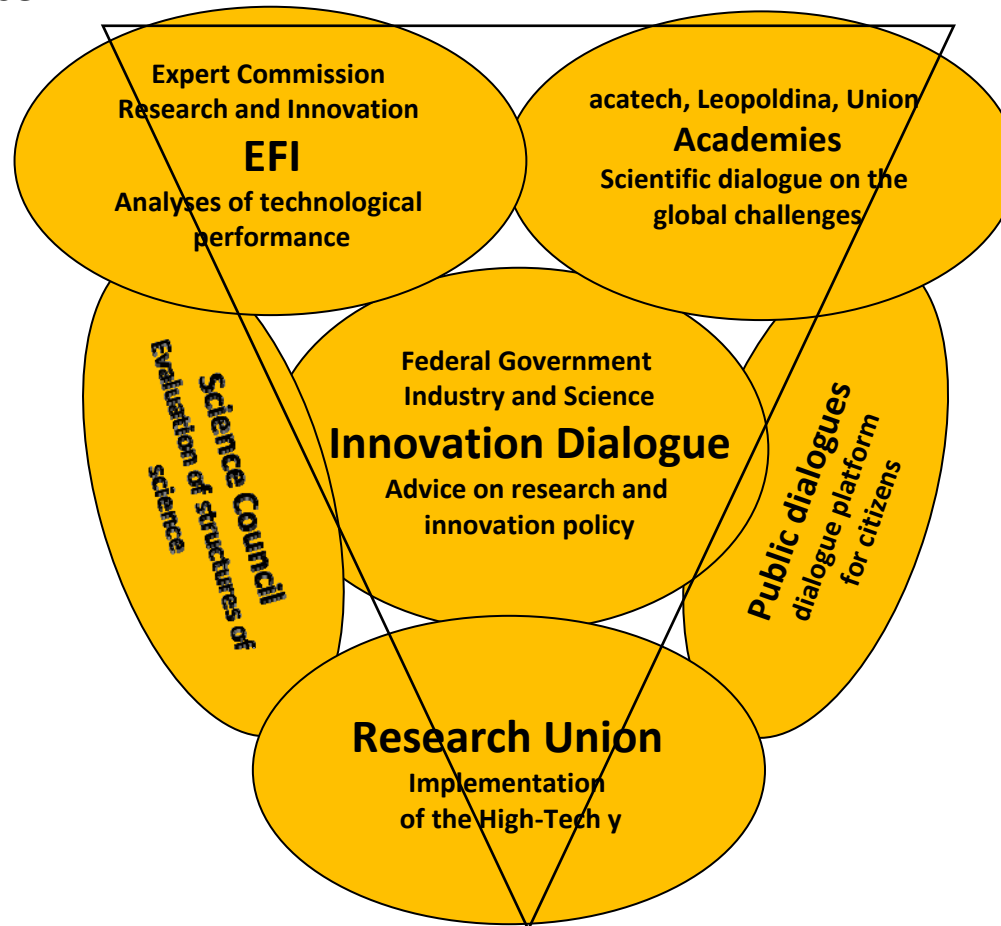 Expert Commission
Research and Innovation
EFI
Analyses of technological
performance
acatech, Leopoldina, Union
Academies
Scientific dialogue on the
global challenges
Science Council
Evaluation of structures of
science
Federal Government
Industry and Science
Innovation Dialogue
Advice on research and
innovation policy
Public dialogues
dialogue platform
for citizens
Research Union
Implementation
of the High-Tech y